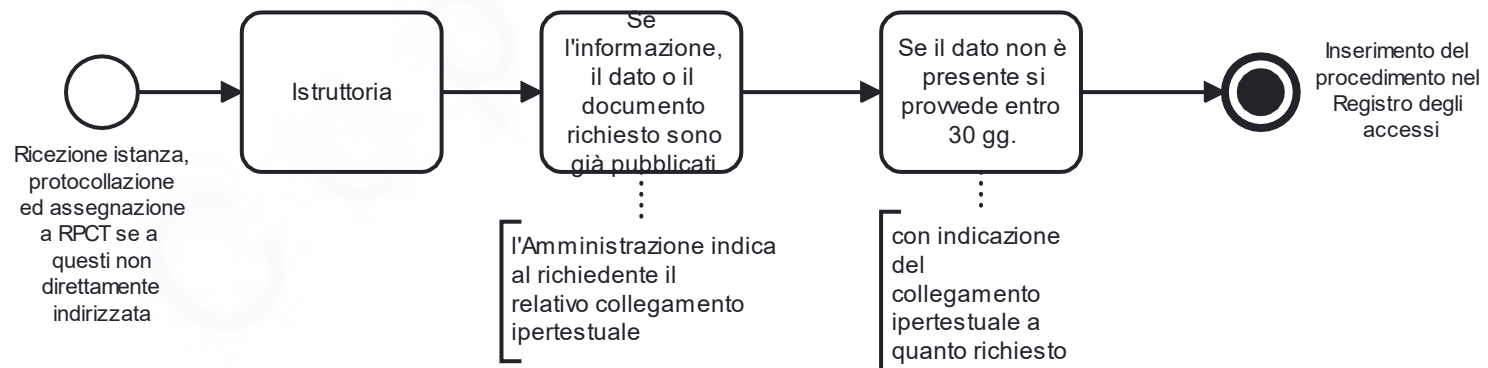 Ricezione istanza,
protocollazione
ed assegnazione
a RPCT se a
questi non
direttamente
indirizzata
Istruttoria
Se
l'informazione,
il dato o il
documento
richiesto sono
già pubblicati
l'Amministrazione indica
al richiedente il
relativo collegamento
ipertestuale
Se il dato non è
presente si
provvede entro
30 gg.
con indicazione
del
collegamento
ipertestuale a
quanto richiesto
Inserimento del
procedimento nel
Registro degli
accessi